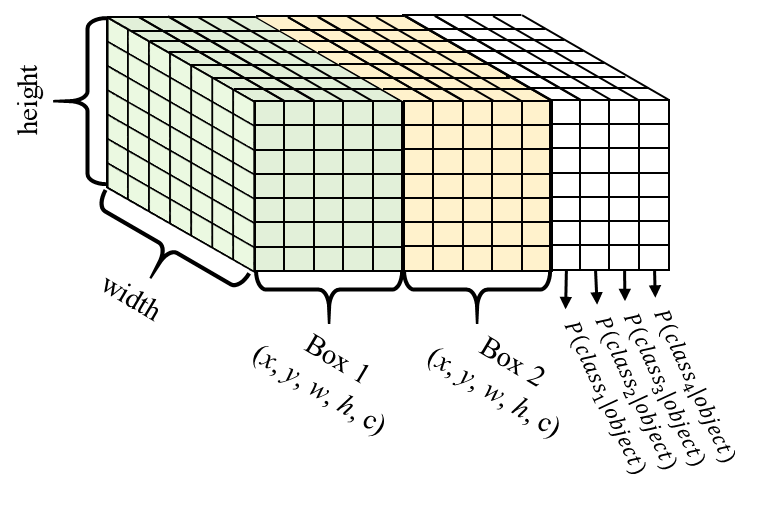 height
width
Box 1
(x, y, w, h, c)
Box 2
(x, y, w, h, c)
P(class₁|object)
P(class₂|object)
P(class₃|object)
P(class₄|object)